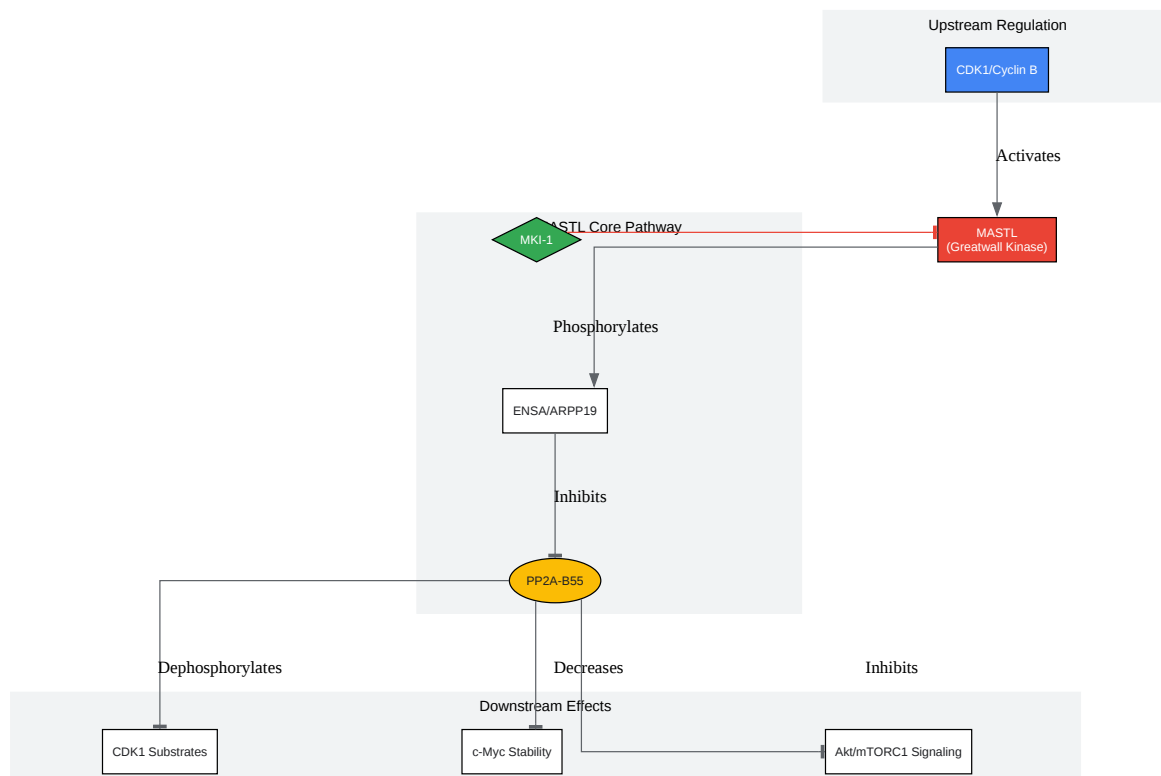 Upstream Regulation
CDK1/Cyclin B
Activates
ASTL Core Pathway
MKI-1
MASTL
(Greatwall Kinase)
Phosphorylates
ENSA/ARPP19
Inhibits
PP2A-B55
Dephosphorylates
Decreases
Inhibits
Downstream Effects
CDK1 Substrates
c-Myc Stability
Akt/mTORC1 Signaling